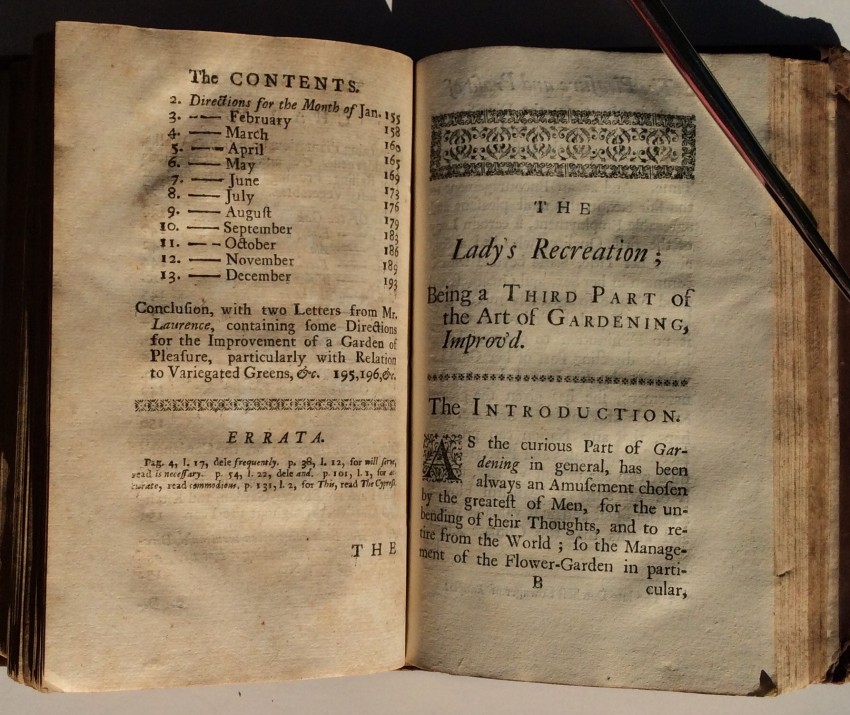 The CONTENTS.
2. Directions for the Month of Jan. 155
3. —— February 158
4. —— March 160
5. —— April 165
6. —— May 169
7. —— June 173
8. —— July 176
9. —— Auguſt 179
10. —— September 183
11. —— October 186
12. —— November 189
13. —— December 193
Concluſion, with two Letters from Mr.
Laurence, containing ſome Directions
for the Improvement of a Garden of
Pleaſure, particularly with Relation
to Variegated Greens, &c. 195,196,&c.
ERRATA.
Pag. 4, l. 17, dele frequently. p. 38, l. 12, for will ſerve,
read is neceſſary. p. 54, l. 22, dele and. p. 101, l. 1, for
read commodious. p. 131, l. 2, for This, read The Cypreſs.
THE
THE
Lady's Recreation;
Being a THIRD PART of
the Art of GARDENING,
Improv'd.
The INTRODUCTION.
AS the curious Part of Gar-
dening in general, has been
always an Amuſement choſen
by the greateſt of Men, for the un-
bending of their Thoughts, and to re-
tire from the World; ſo the Manage-
ment of the Flower-Garden in parti-
B cular,